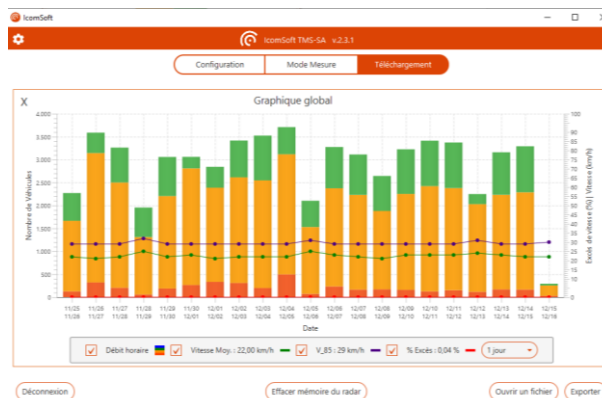 IcomSoft
IcomSoft TMS-SA v.2.3.1
Configuration Mode Mesure Téléchargement
X Graphique global
4.000 100
3.500 90
3.000 80
2.500 70
2.000 60
1.500 50
1.000 40
500 30
0 25
20
15
10
0
Nombre de Véhicules
Excés de vitesse (%) | Vitesse (km/h)
11/25 11/26 11/27 11/28 11/29 11/30 12/01 12/02 12/03 12/04 12/05 12/06 12/07 12/08 12/09 12/10 12/11 12/12 12/13 12/14 12/15
11/26 11/27 11/28 11/29 11/30 12/01 12/02 12/03 12/04 12/05 12/06 12/07 12/08 12/09 12/10 12/11 12/12 12/13 12/14 12/15 12/16
Date
Débit horaire Vitesse Moy. : 22,00 km/h V_85 : 29 km/h % Excès : 0,04 % 1 jour
Déconnexion Effacer mémoire du radar Ouvrir un fichier Exporter